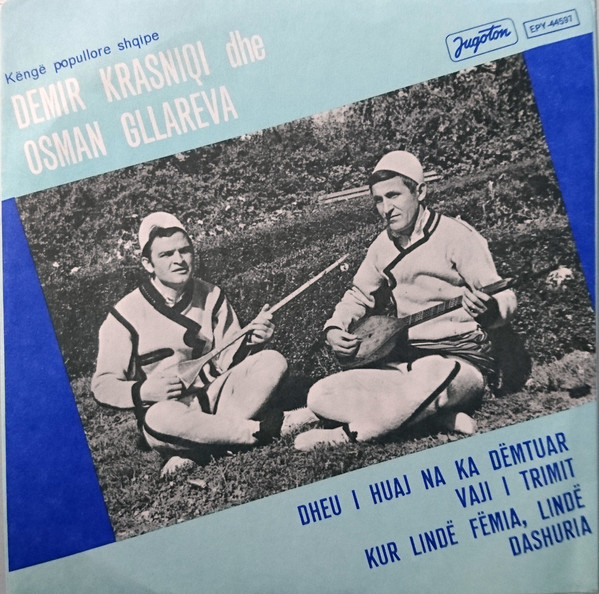 Këngë popullore shqipe
DEMIR KRASNIQI dhe
OSMAN GLLAREVA
Jugoton
EPY-44597
DHEU I HUAJ NA KA DËMTUAR
VAJI I TRIMIT
KUR LINDË FËMIA, LINDË
DASHURIA